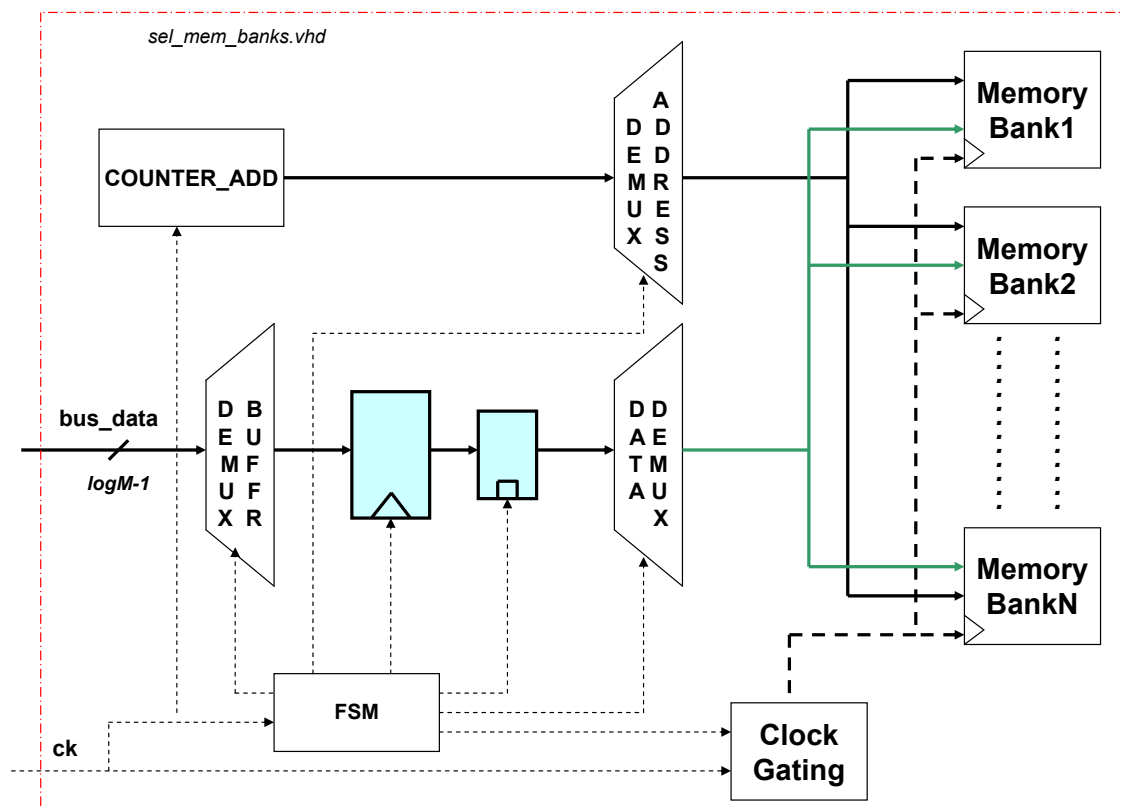 sel_mem_banks.vhd
Memory
Bank1
COUNTER_ADD
DEMUX
ADDRESS
Memory
Bank2
bus_data
logM-1
DEMUX
BUFFR
DATA
DEMUX
Memory
BankN
FSM
ck
Clock
Gating